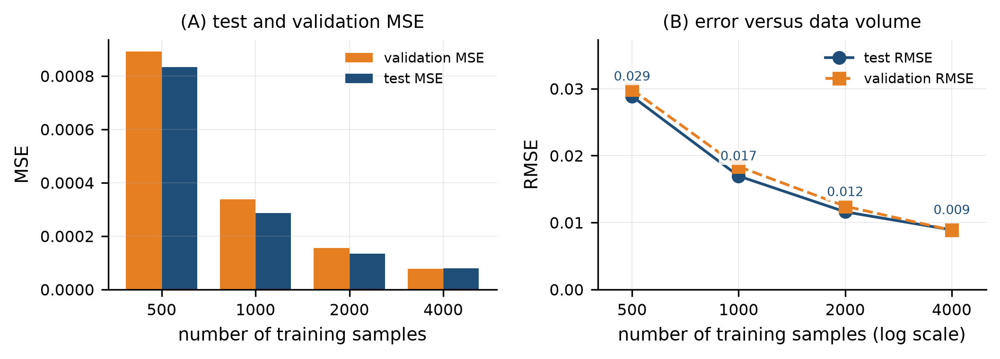 (A) test and validation MSE
validation MSE
test MSE
MSE
0.0008
0.0006
0.0004
0.0002
0.0000
500 1000 2000 4000
number of training samples
(B) error versus data volume
test RMSE
validation RMSE
RMSE
0.03
0.02
0.01
0.00
0.029
0.017
0.012
0.009
500 1000 2000 4000
number of training samples (log scale)